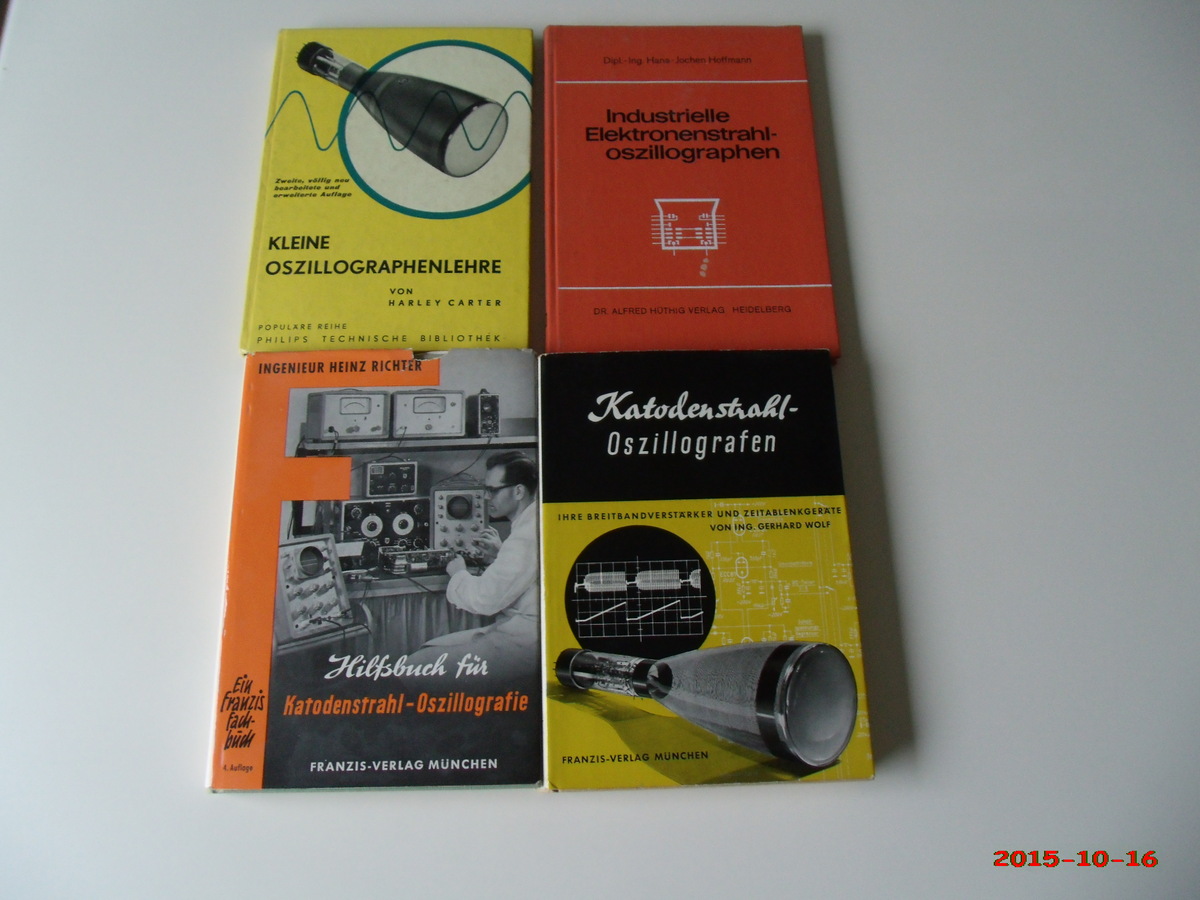 Zweite, völlig neu
bearbeitete und
erweiterte Auflage
KLEINE
OSZILLOGRAPHENLEHRE
VON
HARLEY CARTER
POPULÄRE REIHE
PHILIPS TECHNISCHE BIBLIOTHEK
Dipl.-Ing. Hans-Jochen Hoffmann
Industrielle
Elektronenstrahl-
oszillographen
DR. ALFRED HÜTHIG VERLAG HEIDELBERG
INGENIEUR HEINZ RICHTER
Hilfsbuch für
Katodenstrahl-Oszillografie
Ein
Franzis
Fach-
buch
4. Auflage
FRANZIS-VERLAG MÜNCHEN
Katodenstrahl-
Oszillografen
IHRE BREITBANDVERSTÄRKER UND ZEITABLENKGERÄTE
VON ING. GERHARD WOLF
FRANZIS-VERLAG MÜNCHEN
2015-10-16